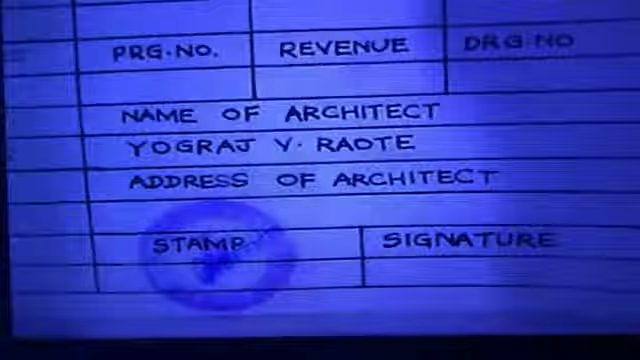 PRG.NO. REVENUE DRG.NO
NAME OF ARCHITECT
YOGRAJ Y. RAOTE
ADDRESS OF ARCHITECT
STAMP SIGNATURE